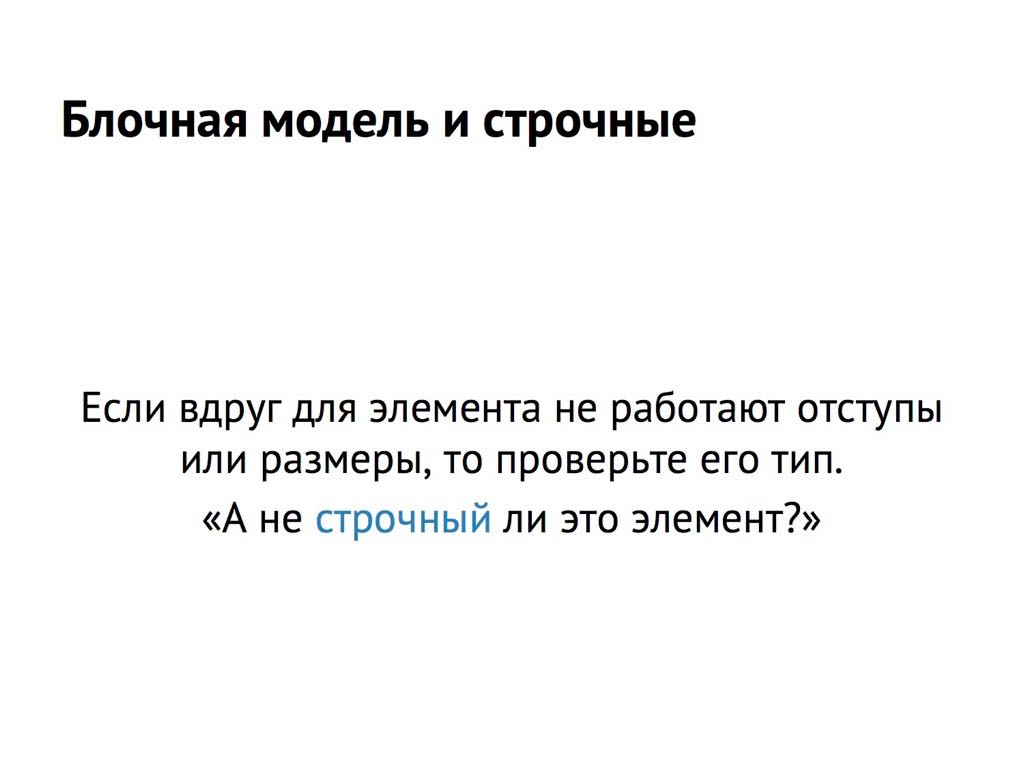 Блочная модель и строчные
Если вдруг для элемента не работают отступы
или размеры, то проверьте его тип.
«А не строчный ли это элемент?»